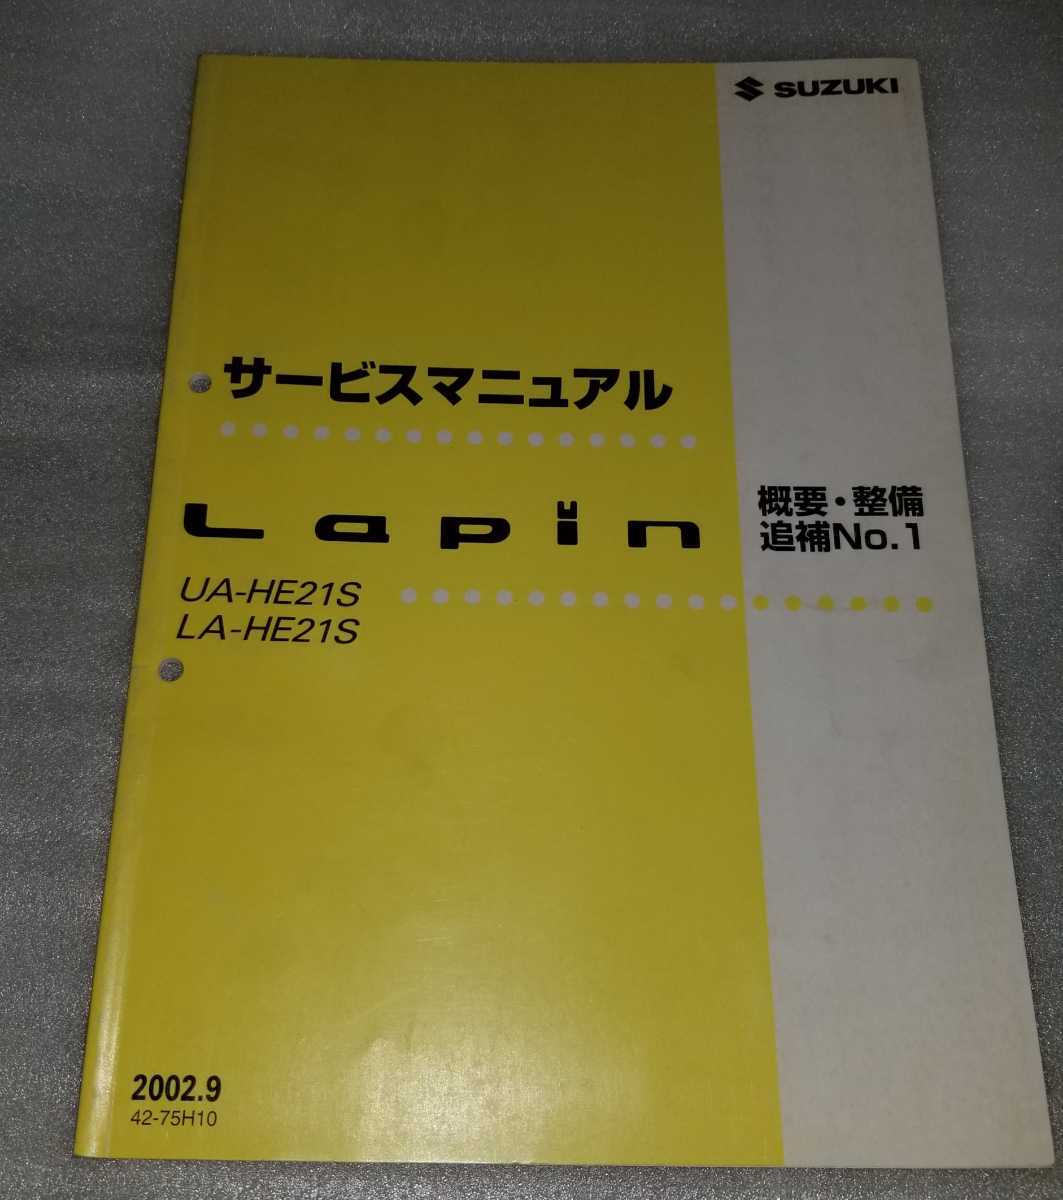 SUZUKI
サービスマニュアル
Lapin
概要・整備
追補No.1
UA-HE21S
LA-HE21S
2002.9
42-75H10